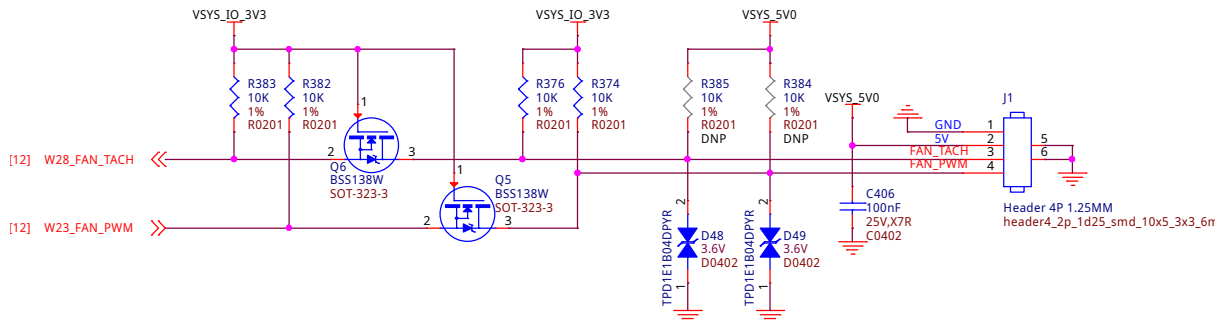 VSYS_IO_3V3
VSYS_IO_3V3
VSYS_5V0
R383
10K
1%
R0201
R382
10K
1%
R0201
1
R376
10K
1%
R0201
R374
10K
1%
R0201
R385
10K
1%
R0201
DNP
R384
10K
1%
R0201
DNP
VSYS_5V0
J1
GND 1
5V 2
FAN_TACH 3
FAN_PWM 4
5
6
[12] W28_FAN_TACH
2
3
Q6
BSS138W
SOT-323-3
1
Q5
BSS138W
SOT-323-3
[12] W23_FAN_PWM
2
3
TPD1E1B04DPYR
2
1
D48
3.6V
D0402
TPD1E1B04DPYR
2
1
D49
3.6V
D0402
C406
100nF
25V,X7R
C0402
Header 4P 1.25MM
header4_2p_1d25_smd_10x5_3x3_6m